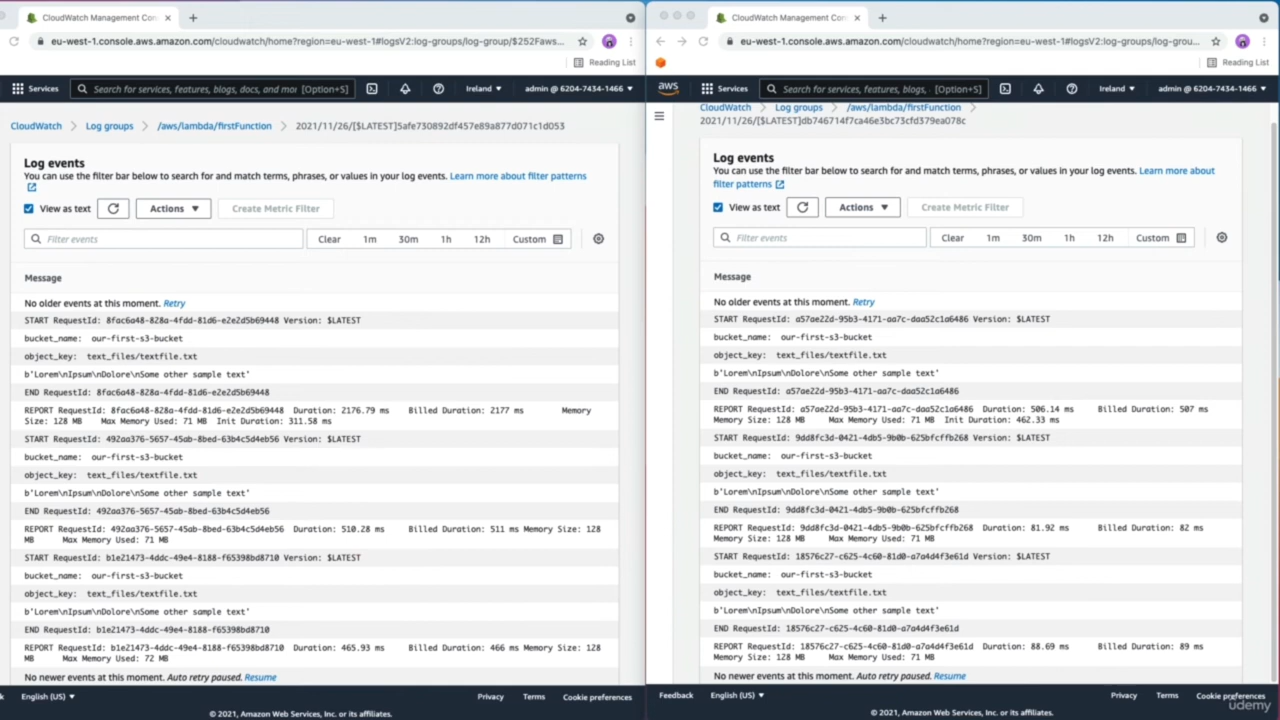 CloudWatch Management Con
eu-west-1.console.aws.amazon.com/cloudwatch/home?region=eu-west-1#logsV2:log-groups/log-group/$252Faws...
Reading List
Services
Search for services, features, blogs, docs, and mor [Option+S]
Ireland ▼
admin @ 6204-7434-1466 ▼
CloudWatch > Log groups > /aws/lambda/firstFunction > 2021/11/26/[$LATEST]5afe730892df457e89a877d071c1d053
Log events
You can use the filter bar below to search for and match terms, phrases, or values in your log events. Learn more about filter patterns
View as text
Actions ▼
Create Metric Filter
Filter events
Clear 1m 30m 1h 12h Custom
Message
No older events at this moment. Retry
START RequestId: 8fac6a48-828a-4fdd-81d6-e2e2d5b69448 Version: $LATEST
bucket_name: our-first-s3-bucket
object_key: text_files/textfile.txt
b'Lorem\nIpsum\nDolore\nSome other sample text'
END RequestId: 8fac6a48-828a-4fdd-81d6-e2e2d5b69448
REPORT RequestId: 8fac6a48-828a-4fdd-81d6-e2e2d5b69448 Duration: 2176.79 ms Billed Duration: 2177 ms Memory
Size: 128 MB Max Memory Used: 71 MB Init Duration: 311.58 ms
START RequestId: 492aa376-5657-45ab-8bed-63b4c5d4eb56 Version: $LATEST
bucket_name: our-first-s3-bucket
object_key: text_files/textfile.txt
b'Lorem\nIpsum\nDolore\nSome other sample text'
END RequestId: 492aa376-5657-45ab-8bed-63b4c5d4eb56
REPORT RequestId: 492aa376-5657-45ab-8bed-63b4c5d4eb56 Duration: 510.28 ms Billed Duration: 511 ms Memory Size: 128
MB Max Memory Used: 71 MB
START RequestId: b1e21473-4ddc-49e4-8188-f65398bd8710 Version: $LATEST
bucket_name: our-first-s3-bucket
object_key: text_files/textfile.txt
b'Lorem\nIpsum\nDolore\nSome other sample text'
END RequestId: b1e21473-4ddc-49e4-8188-f65398bd8710
REPORT RequestId: b1e21473-4ddc-49e4-8188-f65398bd8710 Duration: 465.93 ms Billed Duration: 466 ms Memory Size: 128
MB Max Memory Used: 72 MB
No newer events at this moment. Auto retry paused. Resume
English (US) ▼
Privacy Terms Cookie preferences
© 2021, Amazon Web Services, Inc. or its affiliates.
CloudWatch Management Con
eu-west-1.console.aws.amazon.com/cloudwatch/home?region=eu-west-1#logsV2:log-groups/log-grou...
Reading List
aws
Services
Search for services, features, blogs, docs, [Option+S]
Ireland ▼
admin @ 6204-7434-1466 ▼
CloudWatch > Log groups > /aws/lambda/firstFunction >
2021/11/26/[$LATEST]db746714f7ca46e3bc73cfd379ea078c
Log events
You can use the filter bar below to search for and match terms, phrases, or values in your log events. Learn more about
filter patterns
View as text
Actions ▼
Create Metric Filter
Filter events
Clear 1m 30m 1h 12h Custom
Message
No older events at this moment. Retry
START RequestId: a57ae22d-95b3-4171-aa7c-daa52c1a6486 Version: $LATEST
bucket_name: our-first-s3-bucket
object_key: text_files/textfile.txt
b'Lorem\nIpsum\nDolore\nSome other sample text'
END RequestId: a57ae22d-95b3-4171-aa7c-daa52c1a6486
REPORT RequestId: a57ae22d-95b3-4171-aa7c-daa52c1a6486 Duration: 506.14 ms Billed Duration: 507 ms
Memory Size: 128 MB Max Memory Used: 71 MB Init Duration: 462.33 ms
START RequestId: 9dd8fc3d-0421-4db5-9b0b-625bfcffb268 Version: $LATEST
bucket_name: our-first-s3-bucket
object_key: text_files/textfile.txt
b'Lorem\nIpsum\nDolore\nSome other sample text'
END RequestId: 9dd8fc3d-0421-4db5-9b0b-625bfcffb268
REPORT RequestId: 9dd8fc3d-0421-4db5-9b0b-625bfcffb268 Duration: 81.92 ms Billed Duration: 82 ms
Memory Size: 128 MB Max Memory Used: 71 MB
START RequestId: 18576c27-c625-4c60-81d0-a7a4d4f3e61d Version: $LATEST
bucket_name: our-first-s3-bucket
object_key: text_files/textfile.txt
b'Lorem\nIpsum\nDolore\nSome other sample text'
END RequestId: 18576c27-c625-4c60-81d0-a7a4d4f3e61d
REPORT RequestId: 18576c27-c625-4c60-81d0-a7a4d4f3e61d Duration: 88.69 ms Billed Duration: 89 ms
Memory Size: 128 MB Max Memory Used: 71 MB
No newer events at this moment. Auto retry paused. Resume
Feedback English (US) ▼
Privacy Terms Cookie preferences
© 2021, Amazon Web Services, Inc. or its affiliates.
udemy